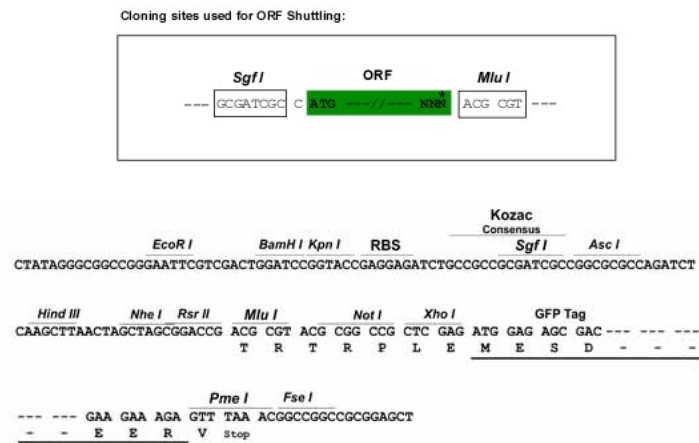 Cloning sites used for ORF Shuttling:
Sgf I ORF Mlu I
--- GCGATCGC C ATG ---//--- NNN* ACG CGT ---
Kozac
Consensus
EcoR I BamH I Kpn I RBS Sgf I Asc I
CTATAGGGCGGCCGGGAATTCGTCGACTGGATCCGGTACCGAGGAGATCTGCCGCCGCGATCGCCGGCGCGCCAGATCT
Hind III Nhe I Rsr II Mlu I Not I Xho I GFP Tag
CAAGCTTAACTAGCTAGCGGACCG ACG CGT ACG CGG CCG CTC GAG ATG GAG AGC GAC--- --- ---
T R T R P L E M E S D - - -
Pme I Fse I
--- --- GAA GAA AGA GTT TAA ACGGCCGGCCGCGGAGCT
- - E E R V Stop